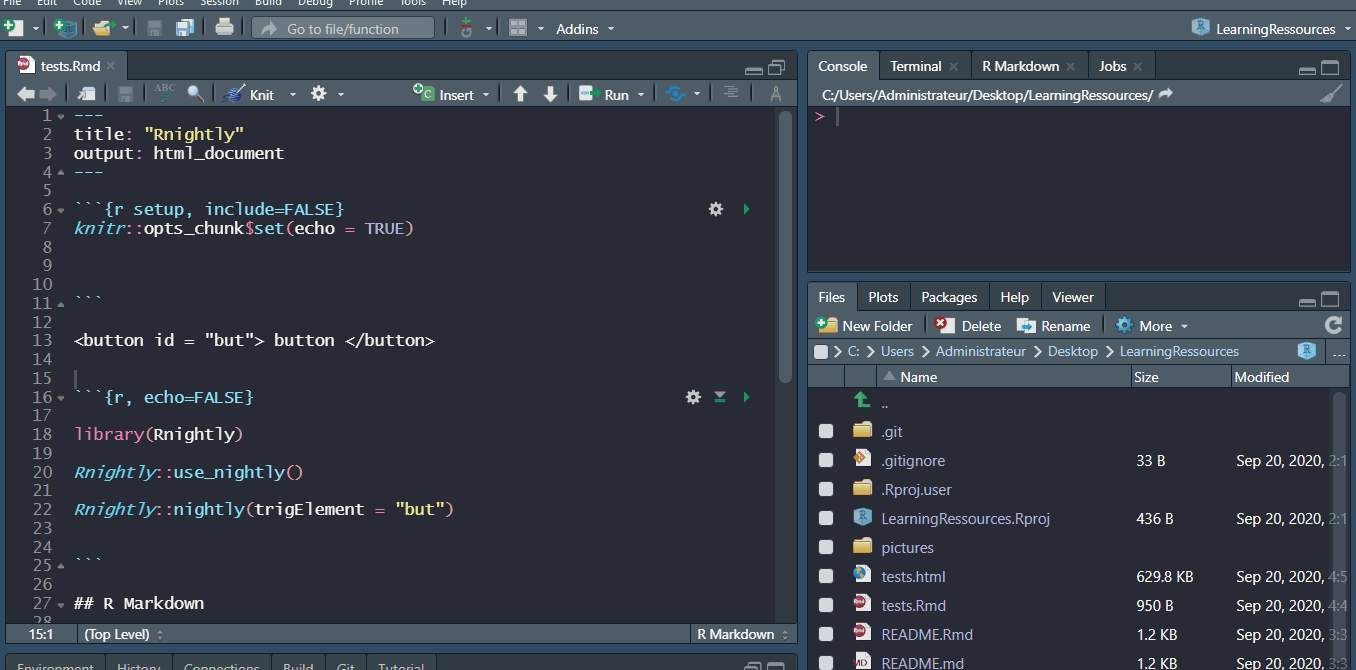 File Edit Code View Plots Session Build Debug Profile Tools Help
Go to file/function Addins LearningRessources
tests.Rmd
ABC Knit Insert Run
1 ---
2 title: "Rnightly"
3 output: html_document
4 ---
5
6 ```{r setup, include=FALSE}
7 knitr::opts_chunk$set(echo = TRUE)
8
9
10
11 ```
12
13 <button id = "but"> button </button>
14
15
16 ```{r, echo=FALSE}
17
18 library(Rnightly)
19
20 Rnightly::use_nightly()
21
22 Rnightly::nightly(trigElement = "but")
23
24
25 ```
26
27 ## R Markdown
28
15:1 (Top Level) R Markdown
Environment History Connections Build Git Tutorial
Console Terminal R Markdown Jobs
C:/Users/Administrateur/Desktop/LearningRessources/
>
Files Plots Packages Help Viewer
New Folder Delete Rename More
C: Users Administrateur Desktop LearningRessources ...
Name Size Modified
..
.git
.gitignore 33 B Sep 20, 2020, 2:1
.Rproj.user
LearningRessources.Rproj 436 B Sep 20, 2020, 2:1
pictures
tests.html 629.8 KB Sep 20, 2020, 4:5
tests.Rmd 950 B Sep 20, 2020, 4:4
README.Rmd 1.2 KB Sep 20, 2020, 3:3
README.md 1.2 KB Sep 20, 2020, 3:3